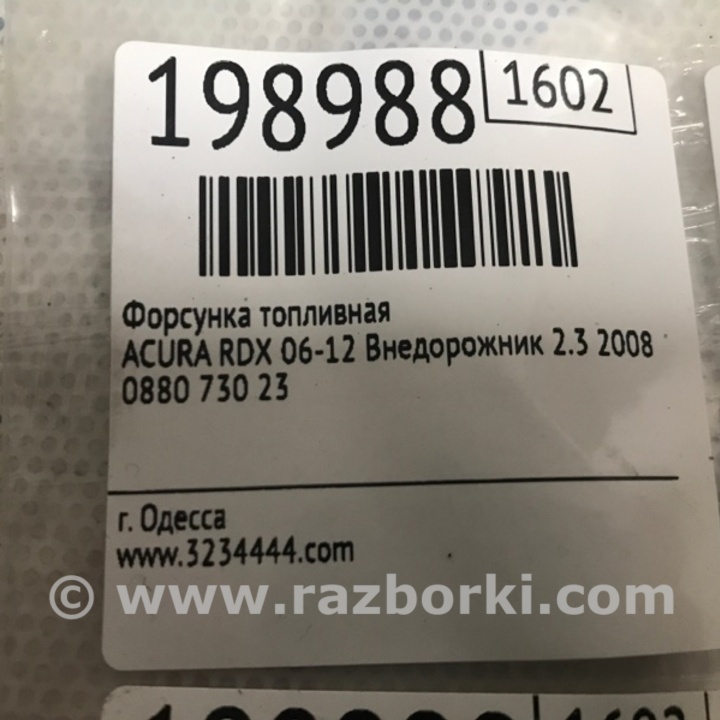 198988
1602
Форсунка топливная
ACURA RDX 06-12 Внедорожник 2.3 2008
0880 730 23
г. Одесса
www.3234444.com
© www.razborki.com
1602